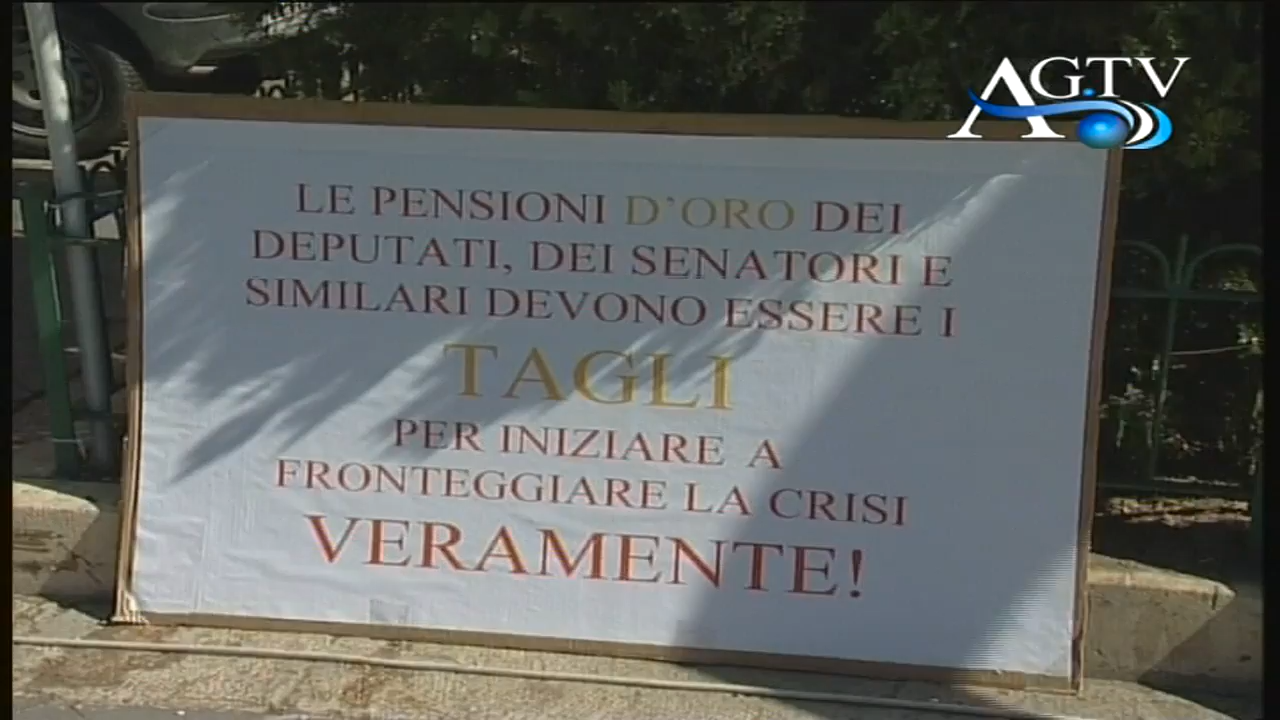 AGTV
LE PENSIONI D'ORO DEI
DEPUTATI, DEI SENATORI E
SIMILARI DEVONO ESSERE I
TAGLI
PER INIZIARE A
FRONTEGGIARE LA CRISI
VERAMENTE!